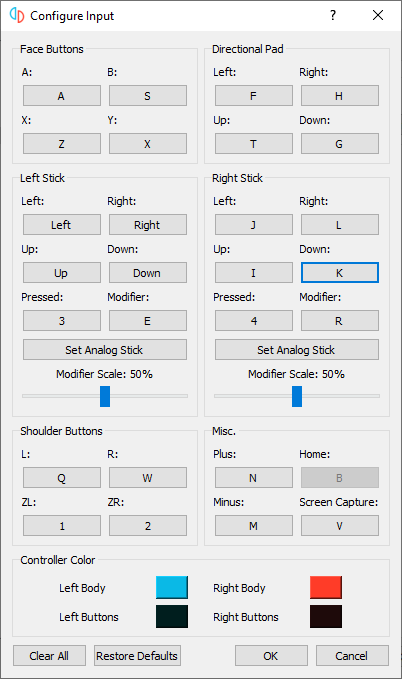 Configure Input ?
Face Buttons
A: B:
A S
X: Y:
Z X
Directional Pad
Left: Right:
F H
Up: Down:
T G
Left Stick
Left: Right:
Left Right
Up: Down:
Up Down
Pressed: Modifier:
3 E
Set Analog Stick
Modifier Scale: 50%
Right Stick
Left: Right:
J L
Up: Down:
I K
Pressed: Modifier:
4 R
Set Analog Stick
Modifier Scale: 50%
Shoulder Buttons
L: R:
Q W
ZL: ZR:
1 2
Misc.
Plus: Home:
N B
Minus: Screen Capture:
M V
Controller Color
Left Body Right Body
Left Buttons Right Buttons
Clear All Restore Defaults OK Cancel